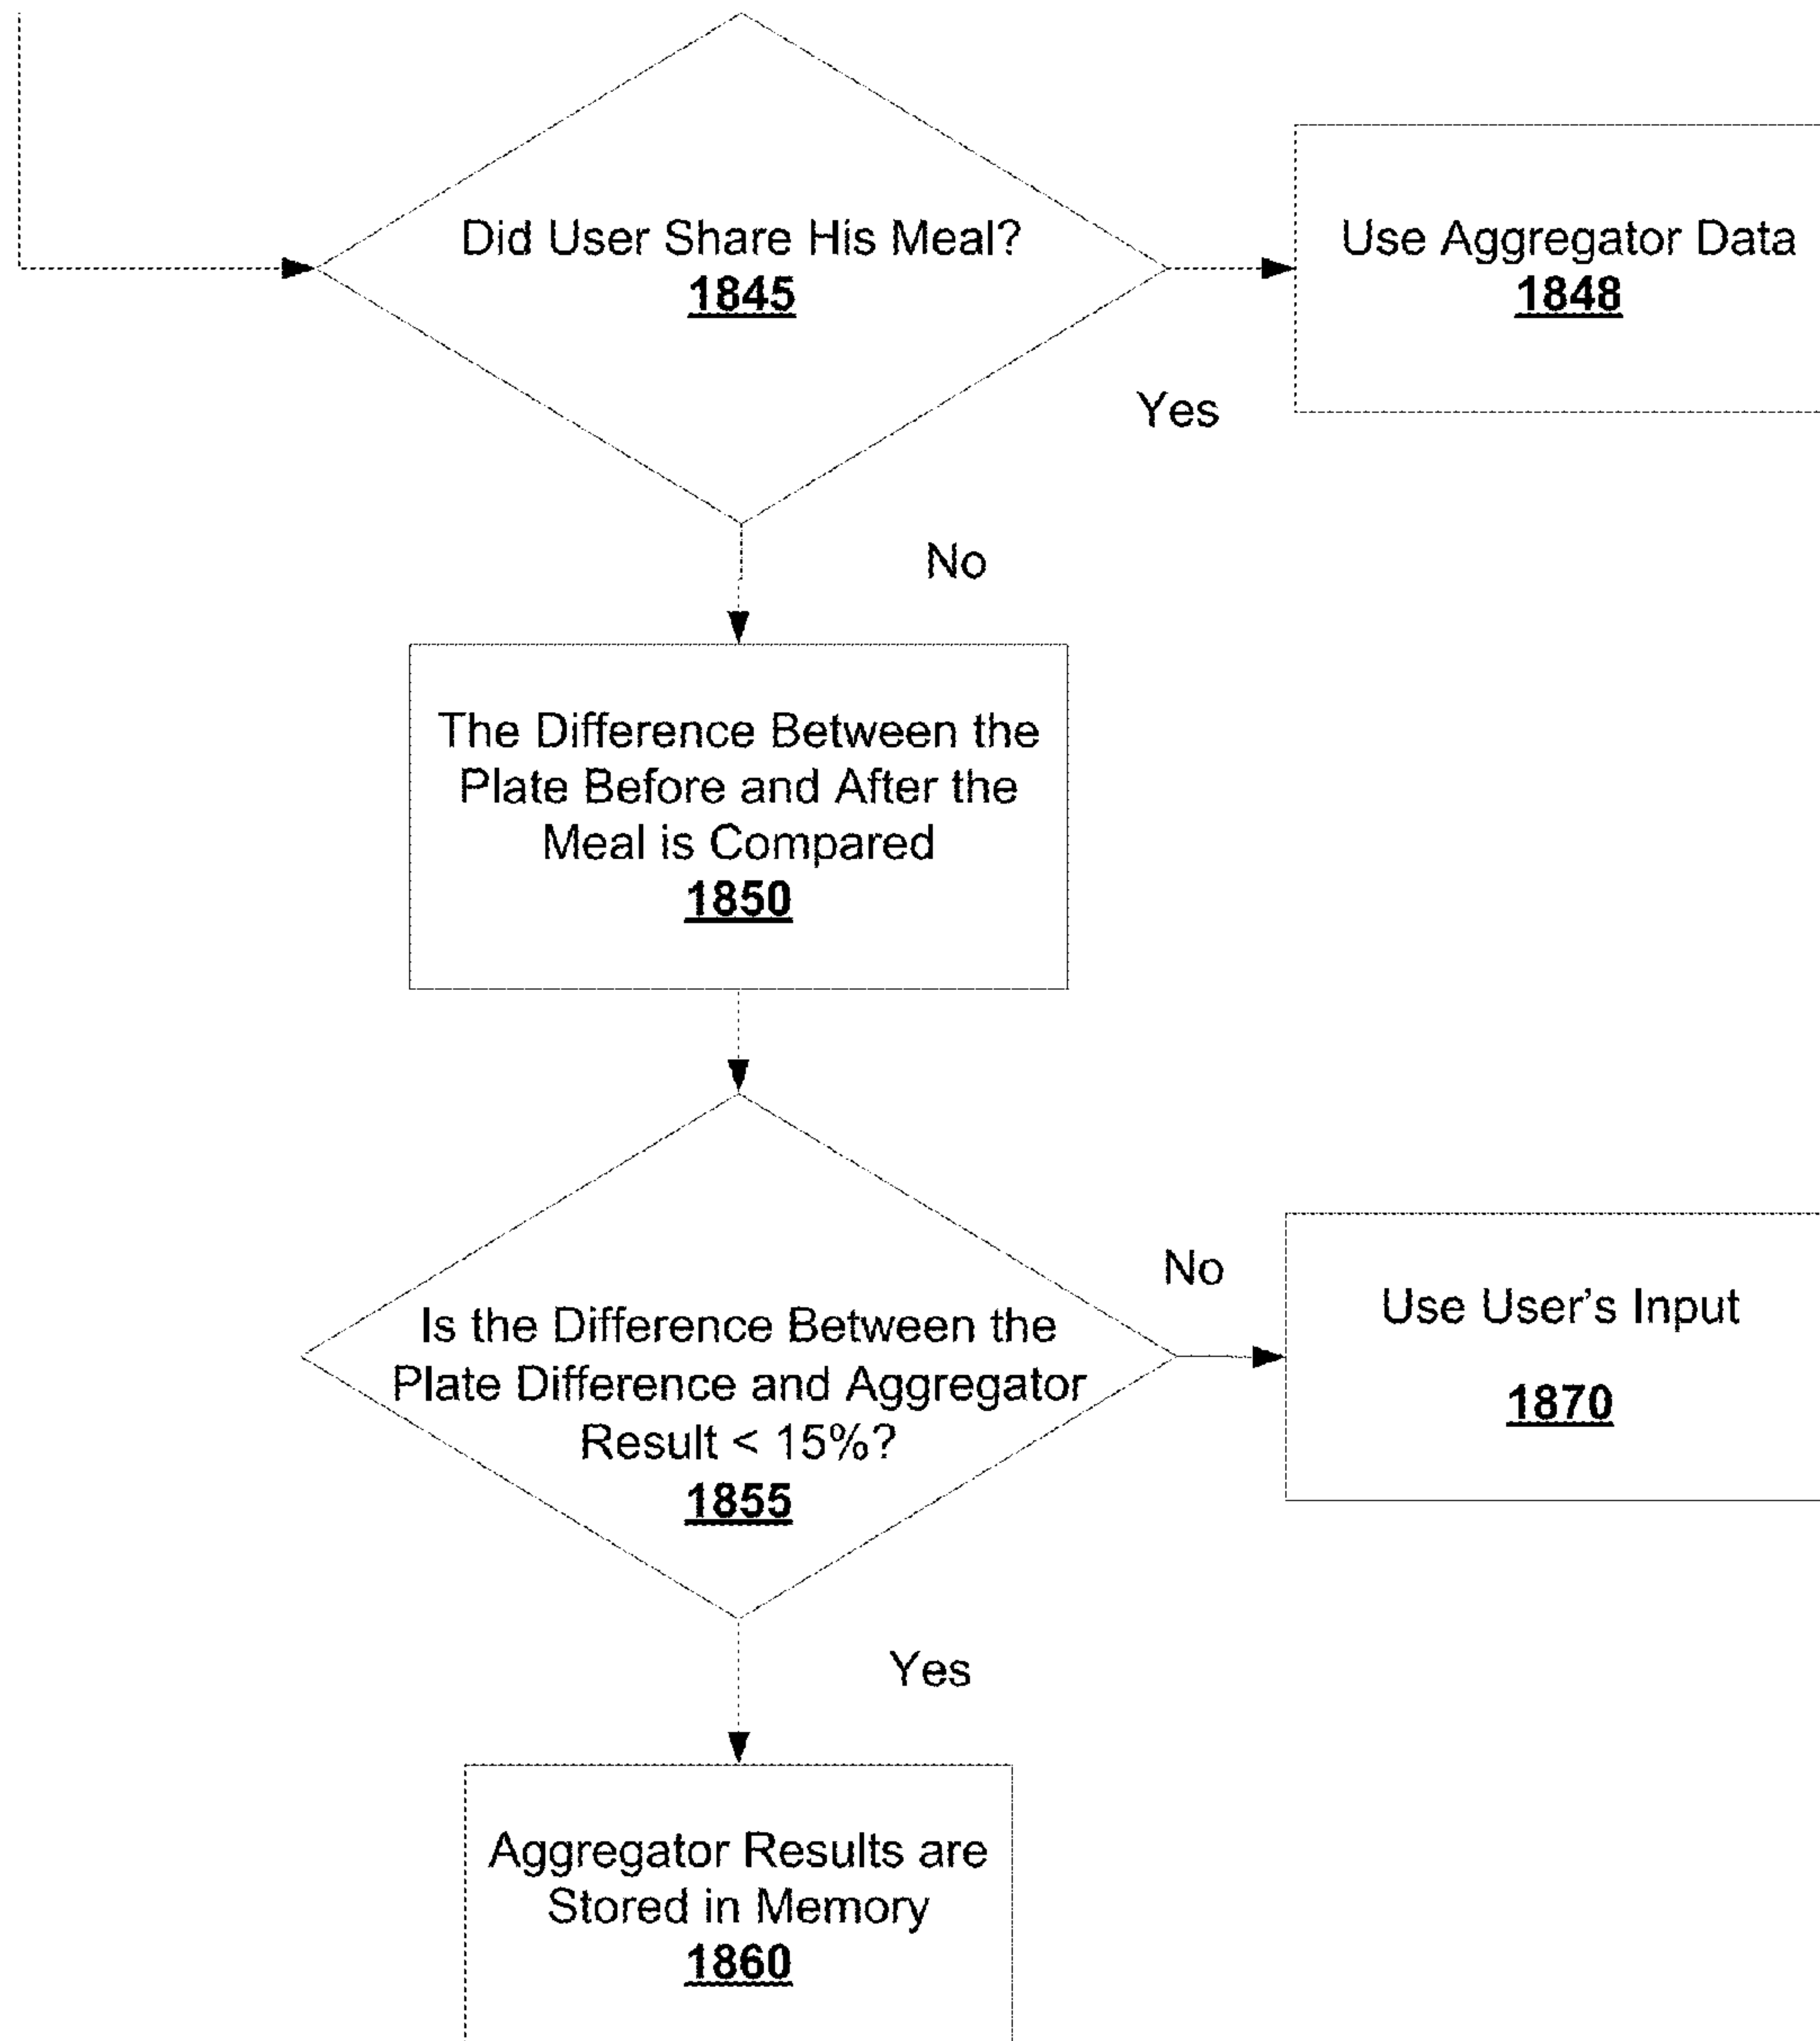 Did User Share His Meal?
1845
Use Aggregator Data
1848
Yes
No
The Difference Between the
Plate Before and After the
Meal is Compared
1850
Is the Difference Between the
Plate Difference and Aggregator
Result < 15%?
1855
No
Use User's Input
1870
Yes
Aggregator Results are
Stored in Memory
1860